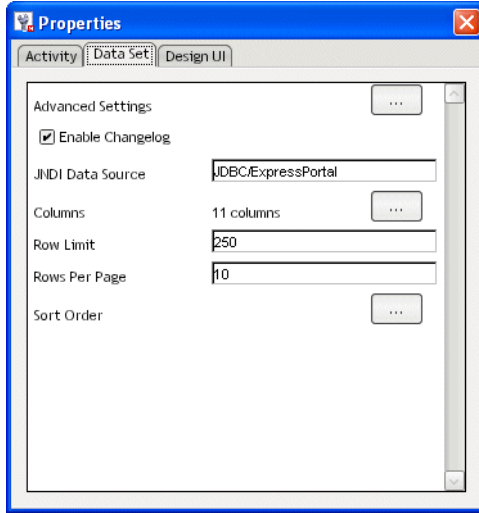 Properties
Activity Data Set Design UI
Advanced Settings ...
Enable Changelog
JNDI Data Source JDBC/ExpressPortal
Columns 11 columns ...
Row Limit 250
Rows Per Page 10
Sort Order ...